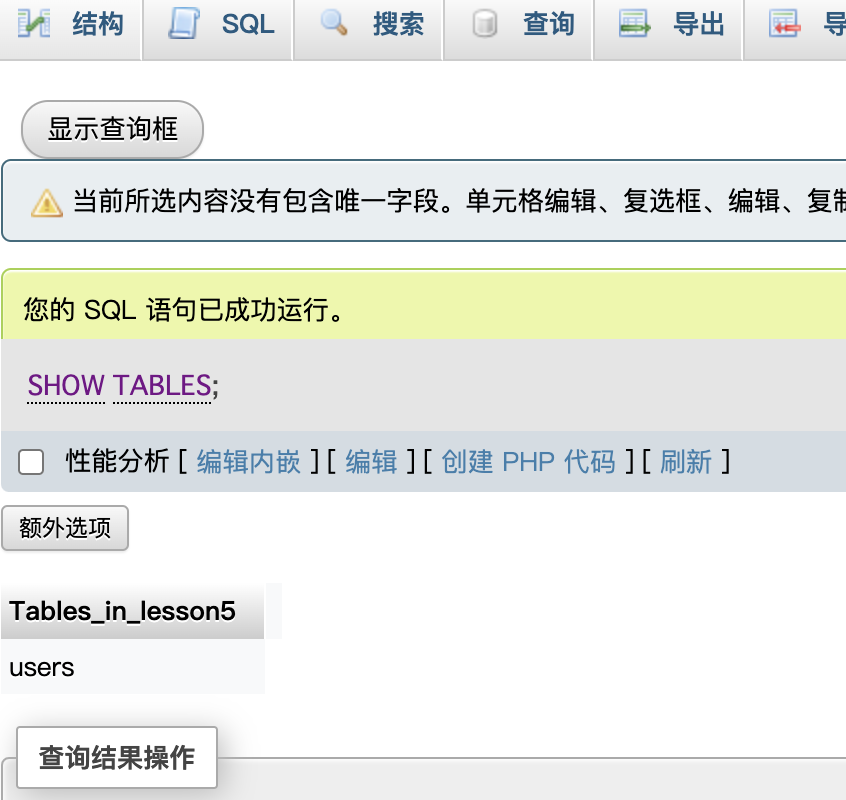 结构 SQL 搜索 查询 导出
显示查询框
当前所选内容没有包含唯一字段。单元格编辑、复选框、编辑、复制
您的 SQL 语句已成功运行。
SHOW TABLES;
性能分析 [ 编辑内嵌 ] [ 编辑 ] [ 创建 PHP 代码 ] [ 刷新 ]
额外选项
Tables_in_lesson5
users
查询结果操作